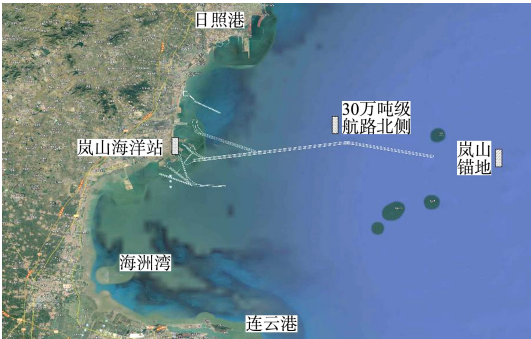 日照港
30万吨级
航路北侧
岚山海洋站
岚山
锚地
海洲湾
连云港